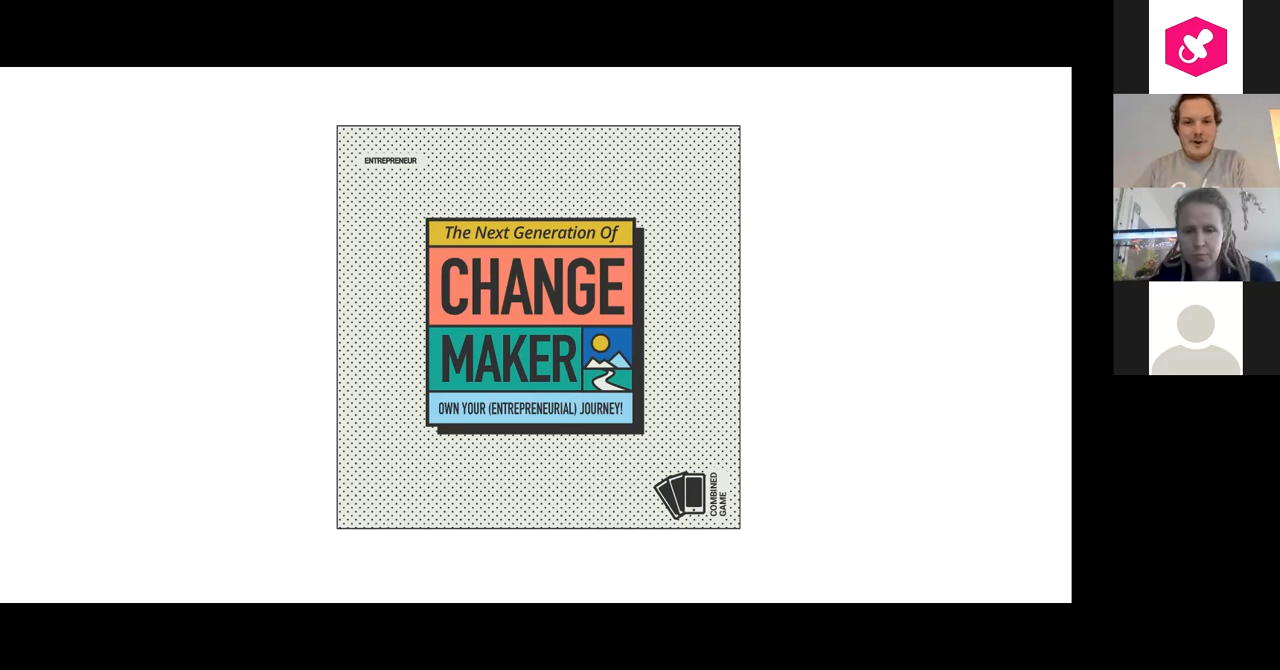 ENTREPRENEUR
The Next Generation Of
CHANGE
MAKER
OWN YOUR (ENTREPRENEURIAL) JOURNEY!
COMBINED
GAME